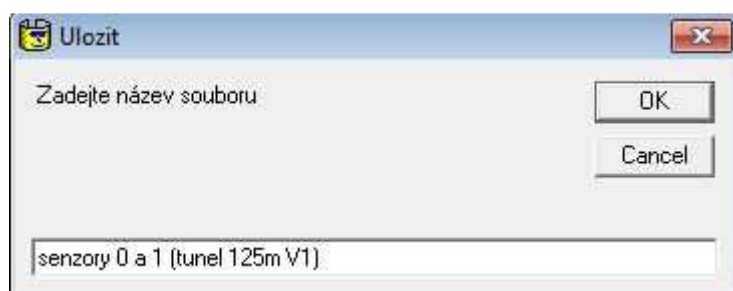 Ulozit
Zadejte název souboru
OK
Cancel
senzory 0 a 1 (tunel 125m V1)